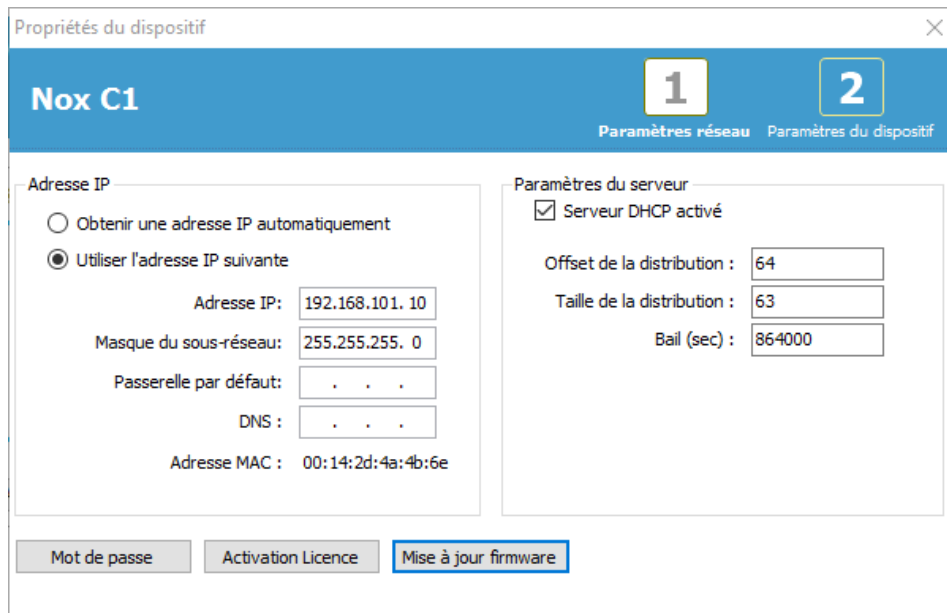 Propriétés du dispositif
Nox C1
1
Paramètres réseau
2
Paramètres du dispositif
Adresse IP
Obtenir une adresse IP automatiquement
Utiliser l'adresse IP suivante
Adresse IP: 192.168.101. 10
Masque du sous-réseau: 255.255.255. 0
Passerelle par défaut: . . .
DNS : . . .
Adresse MAC : 00:14:2d:4a:4b:6e
Paramètres du serveur
Serveur DHCP activé
Offset de la distribution : 64
Taille de la distribution : 63
Bail (sec) : 864000
Mot de passe
Activation Licence
Mise à jour firmware